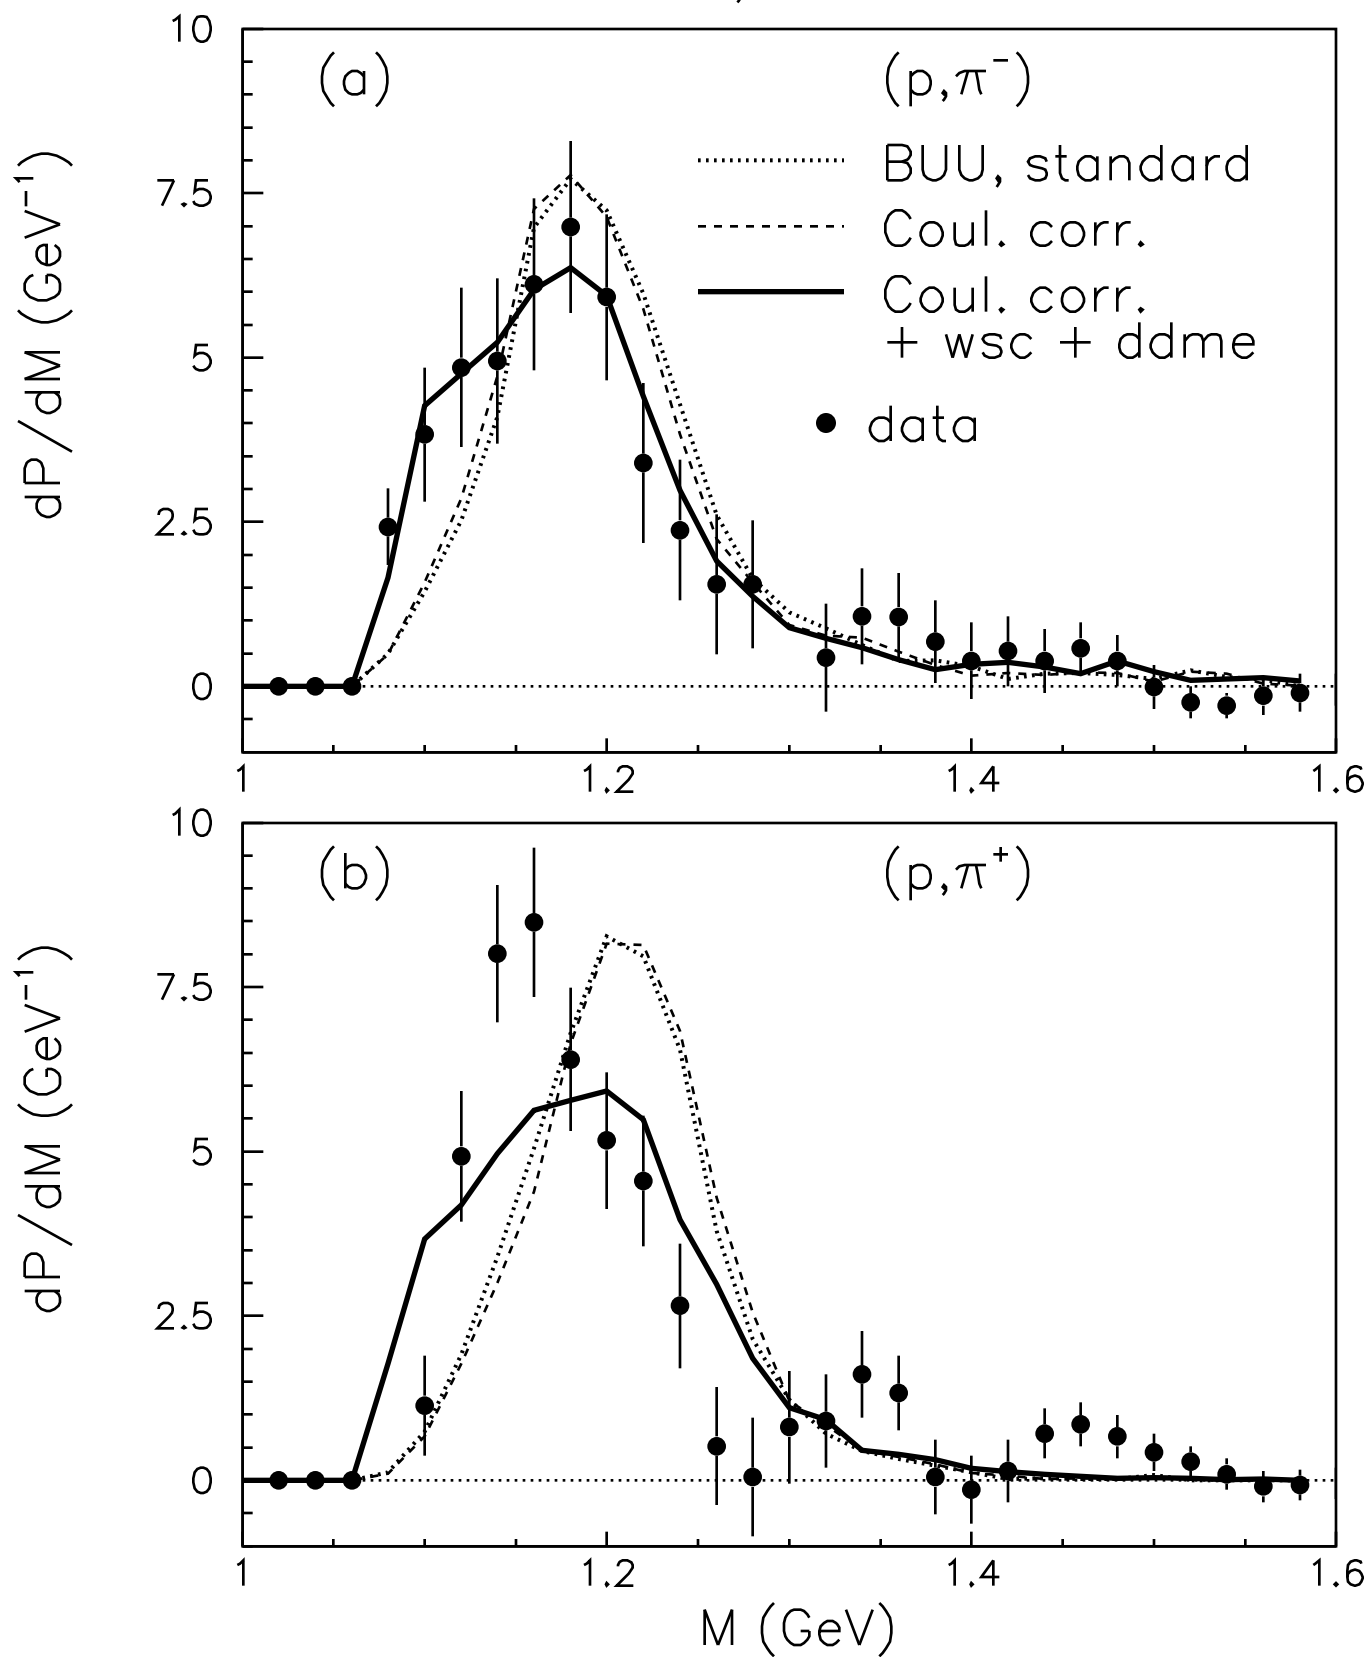 10
(a)
(p,π⁻)
BUU, standard
Coul. corr.
Coul. corr.
+ wsc + ddme
data
7.5
5
2.5
0
dP/dM (GeV⁻¹)
1 1.2 1.4 1.6
10
(b)
(p,π⁺)
7.5
5
2.5
0
dP/dM (GeV⁻¹)
1 1.2 1.4 1.6
M (GeV)